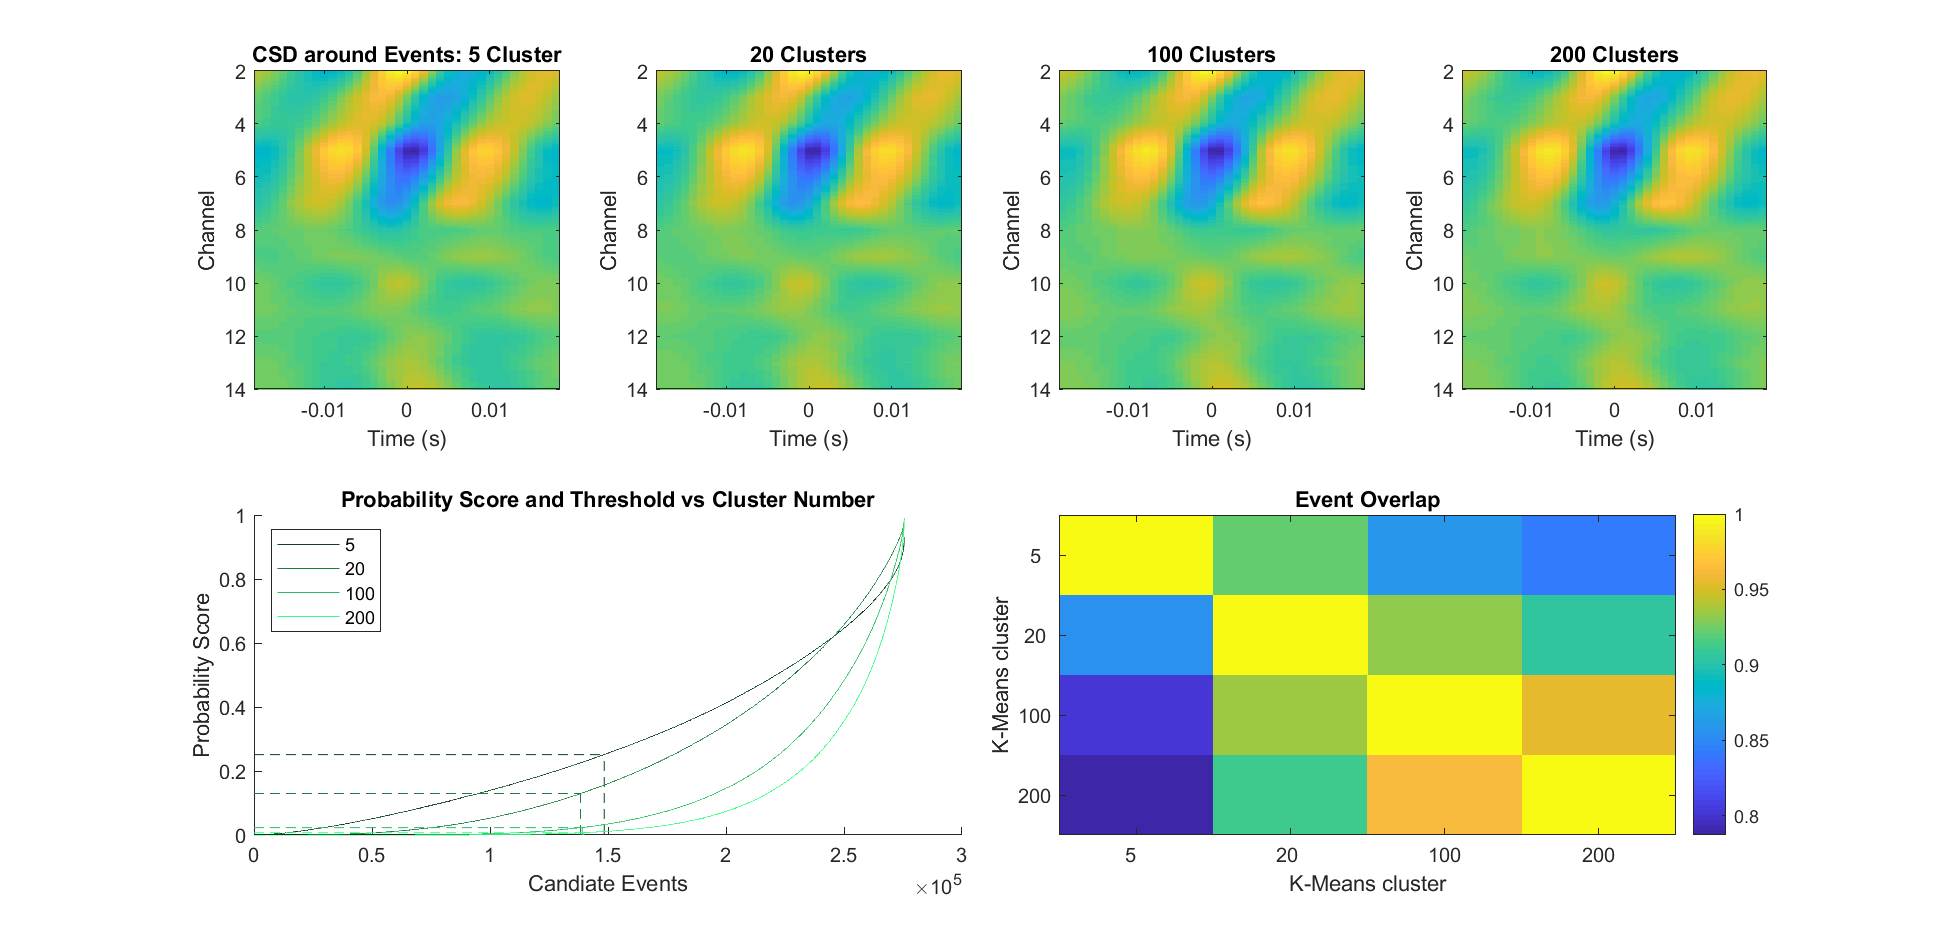 CSD around Events: 5 Cluster
2
4
6
8
10
12
14
-0.01 0 0.01
Channel
Time (s)
20 Clusters
2
4
6
8
10
12
14
-0.01 0 0.01
Channel
Time (s)
100 Clusters
2
4
6
8
10
12
14
-0.01 0 0.01
Channel
Time (s)
200 Clusters
2
4
6
8
10
12
14
-0.01 0 0.01
Channel
Time (s)
Probability Score and Threshold vs Cluster Number
1
0.8
0.6
0.4
0.2
0
Probability Score
5
20
100
200
0 0.5 1 1.5 2 2.5 3
×10^5
Candiate Events
Event Overlap
5
20
100
200
K-Means cluster
5 20 100 200
K-Means cluster
1
0.95
0.9
0.85
0.8